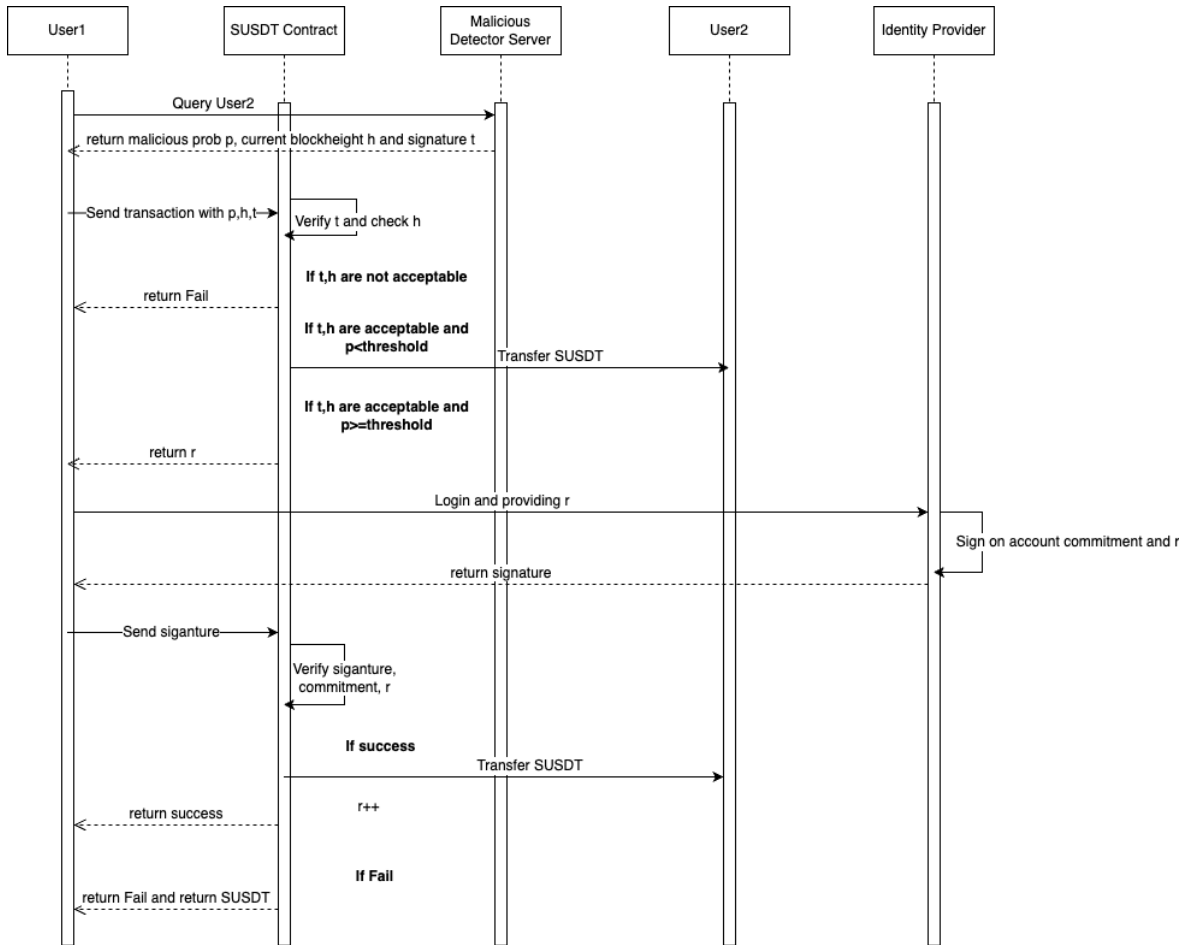 User1
SUSDT Contract
Malicious
Detector Server
User2
Identity Provider
Query User2
return malicious prob p, current blockheight h and signature t
Send transaction with p,h,t
Verify t and check h
If t,h are not acceptable
return Fail
If t,h are acceptable and
p<threshold
Transfer SUSDT
If t,h are acceptable and
p>=threshold
return r
Login and providing r
Sign on account commitment and r
return signature
Send siganture
Verify siganture,
commitment, r
If success
Transfer SUSDT
r++
return success
If Fail
return Fail and return SUSDT